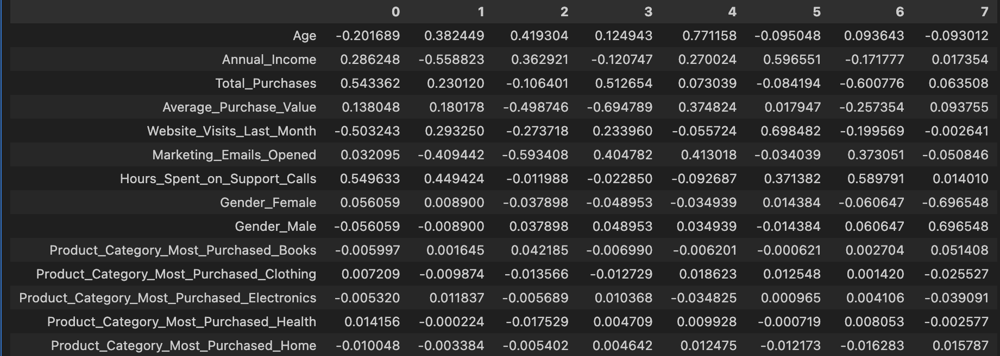 0 1 2 3 4 5 6 7
Age -0.201689 0.382449 0.419304 0.124943 0.771158 -0.095048 0.093643 -0.093012
Annual_Income 0.286248 -0.558823 0.362921 -0.120747 0.270024 0.596551 -0.171777 0.017354
Total_Purchases 0.543362 0.230120 -0.106401 0.512654 0.073039 -0.084194 -0.600776 0.063508
Average_Purchase_Value 0.138048 0.180178 -0.498746 -0.694789 0.374824 0.017947 -0.257354 0.093755
Website_Visits_Last_Month -0.503243 0.293250 -0.273718 0.233960 -0.055724 0.698482 -0.199569 -0.002641
Marketing_Emails_Opened 0.032095 -0.409442 -0.593408 0.404782 0.413018 -0.034039 0.373051 -0.050846
Hours_Spent_on_Support_Calls 0.549633 0.449424 -0.011988 -0.022850 -0.092687 0.371382 0.589791 0.014010
Gender_Female 0.056059 0.008900 -0.037898 -0.048953 -0.034939 0.014384 -0.060647 -0.696548
Gender_Male -0.056059 -0.008900 0.037898 0.048953 0.034939 -0.014384 0.060647 0.696548
Product_Category_Most_Purchased_Books -0.005997 0.001645 0.042185 -0.006990 -0.006201 -0.000621 0.002704 0.051408
Product_Category_Most_Purchased_Clothing 0.007209 -0.009874 -0.013566 -0.012729 0.018623 0.012548 0.001420 -0.025527
Product_Category_Most_Purchased_Electronics -0.005320 0.011837 -0.005689 0.010368 -0.034825 0.000965 0.004106 -0.039091
Product_Category_Most_Purchased_Health 0.014156 -0.000224 -0.017529 0.004709 0.009928 -0.000719 0.008053 -0.002577
Product_Category_Most_Purchased_Home -0.010048 -0.003384 -0.005402 0.004642 0.012475 -0.012173 -0.016283 0.015787